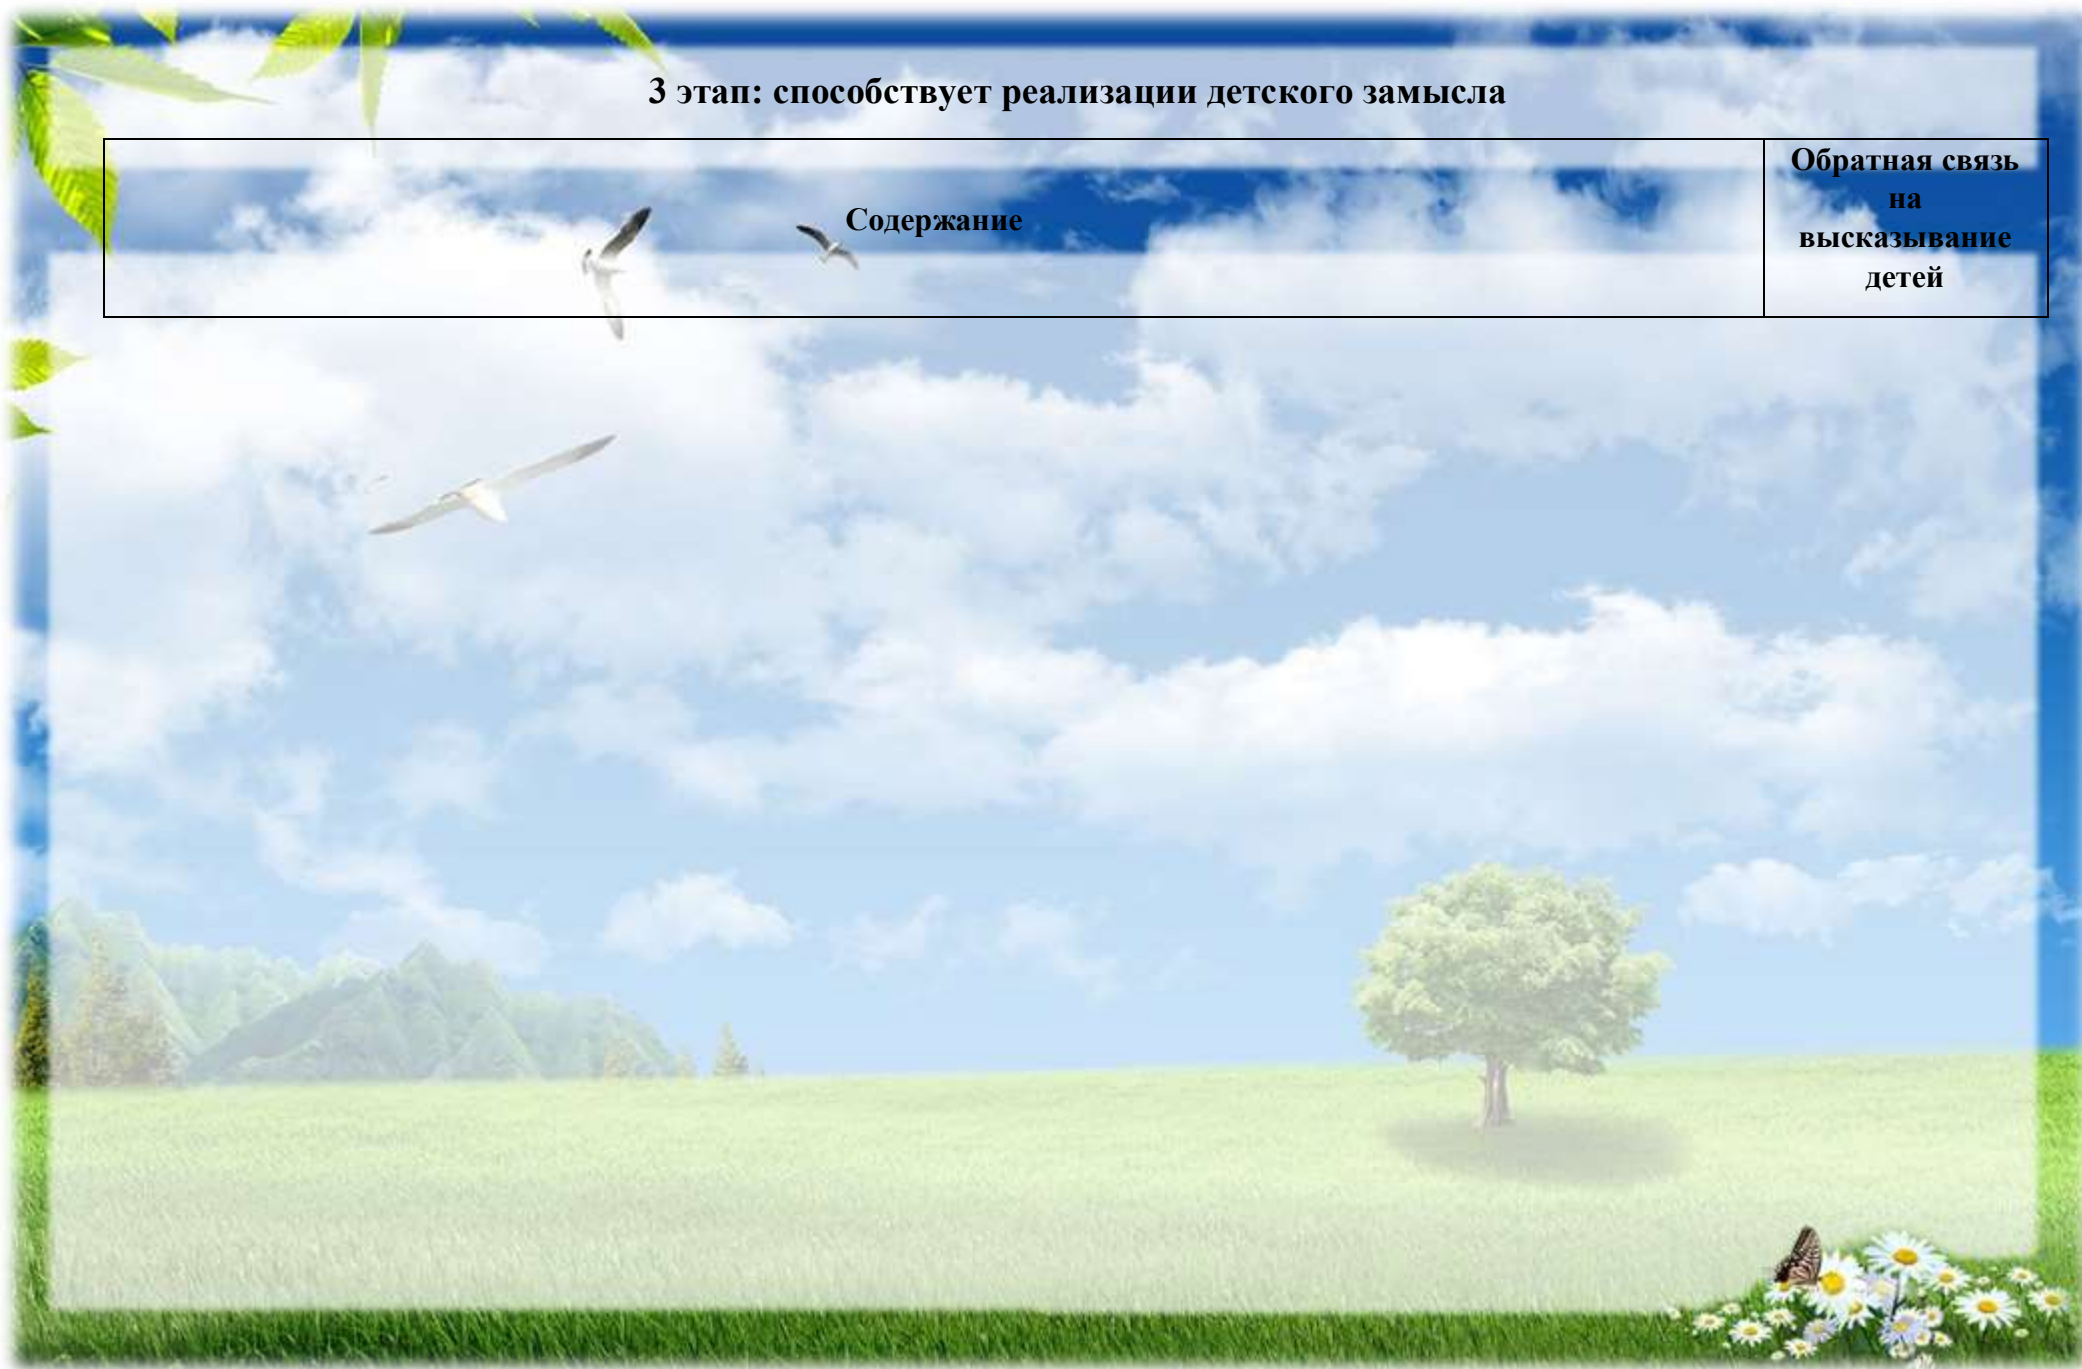 3 этап: способствует реализации детского замысла
Содержание
Обратная связь
на
высказывание
детей